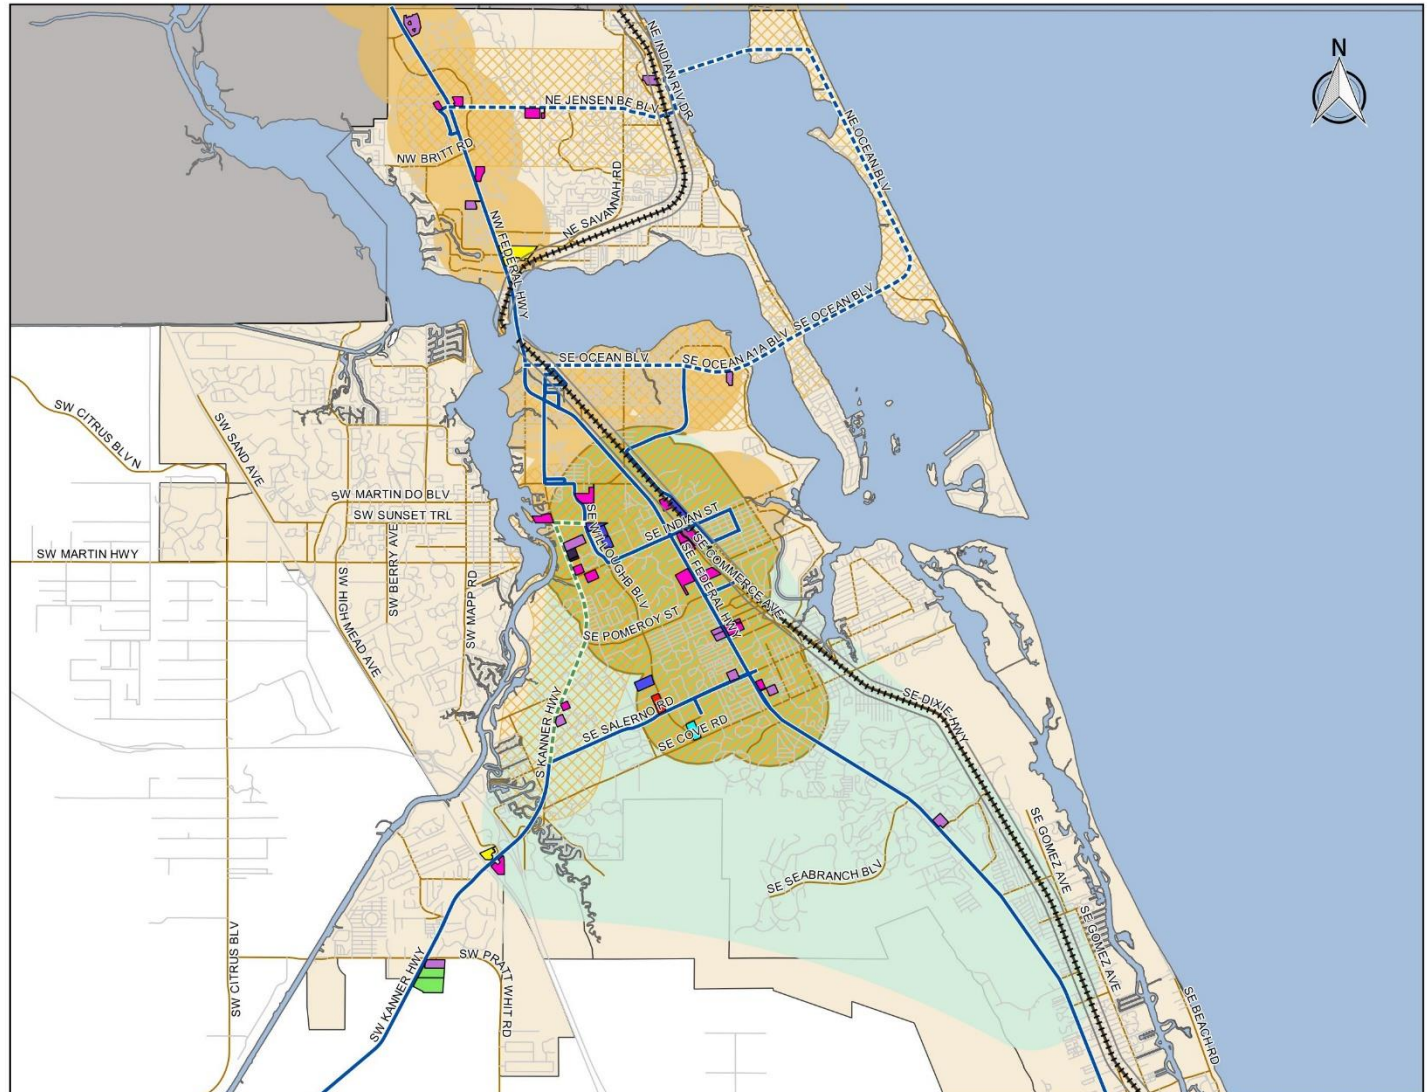 N
NE INDIAN RIV DR
NE JENSEN BE BLV
NE OCEAN BLV
NW BRITT RD
NE SAVANNAH RD
NW FEDERAL HWY
SE OCEAN BLV
SE OCEAN BLV
SE OCEAN A1A BLV
SW CITRUS BLV N
SW SAND AVE
SW MARTIN DO BLV
SW SUNSET TRL
SE INDIAN ST
SW MARTIN HWY
SW BERRY AVE
SE WILLOUGHB BLV
SE COMMERCE AVE
SW HIGH MEAD AVE
SW MAPP RD
SE FEDERAL HWY
SE POMEROY ST
S KANNER HWY
SE SALERNO RD
SE COVE RD
SE DIXIE HWY
SE SEABRANCH BLV
SE GOMEZ AVE
SE GOMEZ AVE
SW CITRUS BLV
SW KANNER HWY
SW PRATT WHIT RD
SE BEACH RD